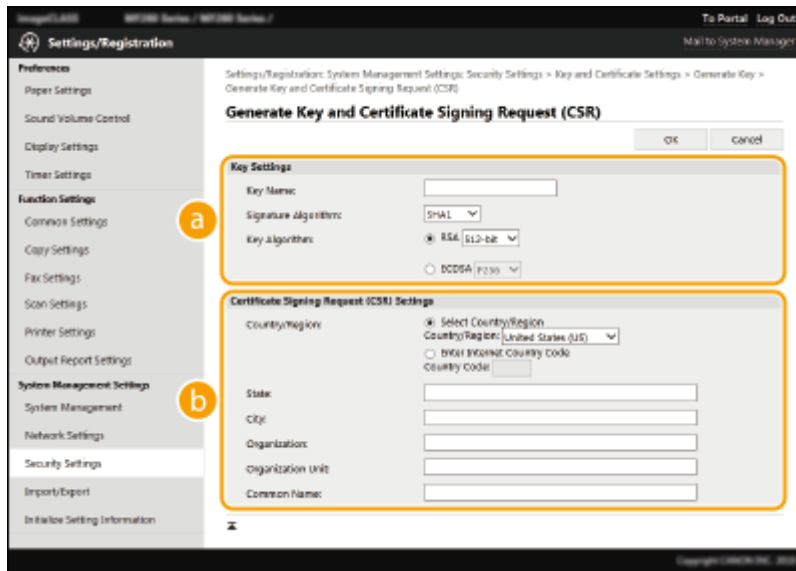 To Portal Log Out
Settings/Registration
Mail to System Manager
Preferences
Paper Settings
Sound Volume Control
Display Settings
Timer Settings
Function Settings
Common Settings
Copy Settings
Fax Settings
Scan Settings
Printer Settings
Output Report Settings
System Management Settings
System Management
Network Settings
Security Settings
Import/Export
Initialize Setting Information
Settings/Registration: System Management Settings: Security Settings > Key and Certificate Settings > Generate Key >
Generate Key and Certificate Signing Request (CSR)
Generate Key and Certificate Signing Request (CSR)
OK Cancel
a
Key Settings
Key Name:
Signature Algorithm: SHA1
Key Algorithm: RSA 512-bit
ECDSA P256
b
Certificate Signing Request (CSR) Settings
Country/Region: Select Country/Region
Country/Region: United States (US)
Enter Internet Country Code
Country Code:
State:
City:
Organization:
Organization Unit:
Common Name: